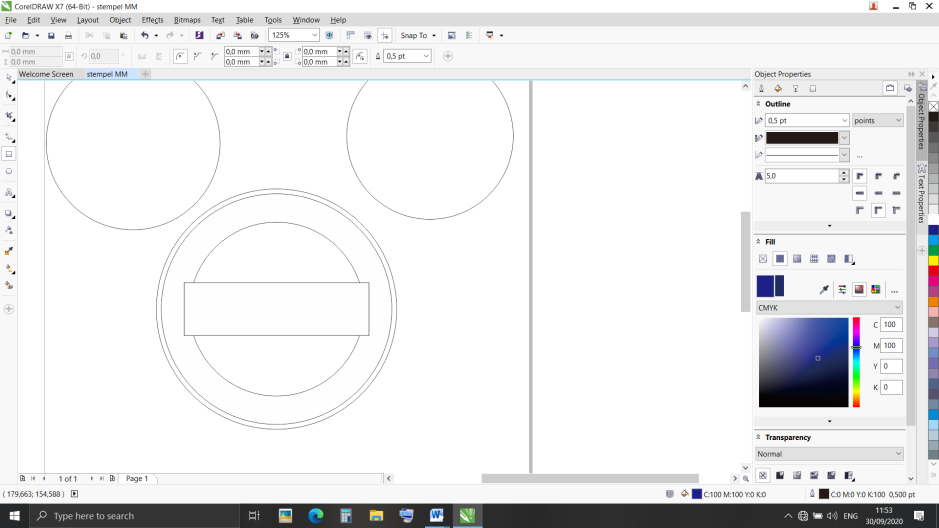 CorelDRAW X7 (64-Bit) - stempel MM
File Edit View Layout Object Effects Bitmaps Text Table Tools Window Help
125% Snap To
0,0 mm
0,0 mm
0,0
0,0 mm
0,0 mm
0,0 mm
0,0 mm
0,5 pt
Welcome Screen stempel MM
Object Properties
Outline
0,5 pt points
...
5,0
Fill
...
CMYK
C 100
M 100
Y 0
K 0
Transparency
Normal
Object Properties
Text Properties
1 of 1 Page 1
( 179,663; 154,588 )
C:100 M:100 Y:0 K:0
C:0 M:0 Y:0 K:100 0,500 pt
Type here to search
ENG
11:53
30/09/2020